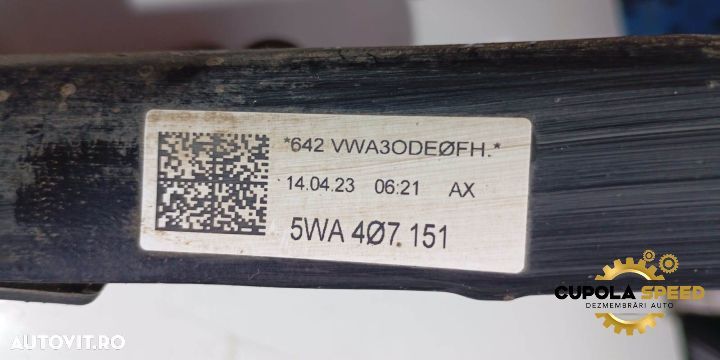 *642 VWA3ODEØFH.*
14.04.23 06:21 AX
5WA 4Ø7 151
CUPOLA SPEED
DEZMEMBRĂRI AUTO
AUTOVIT.RO